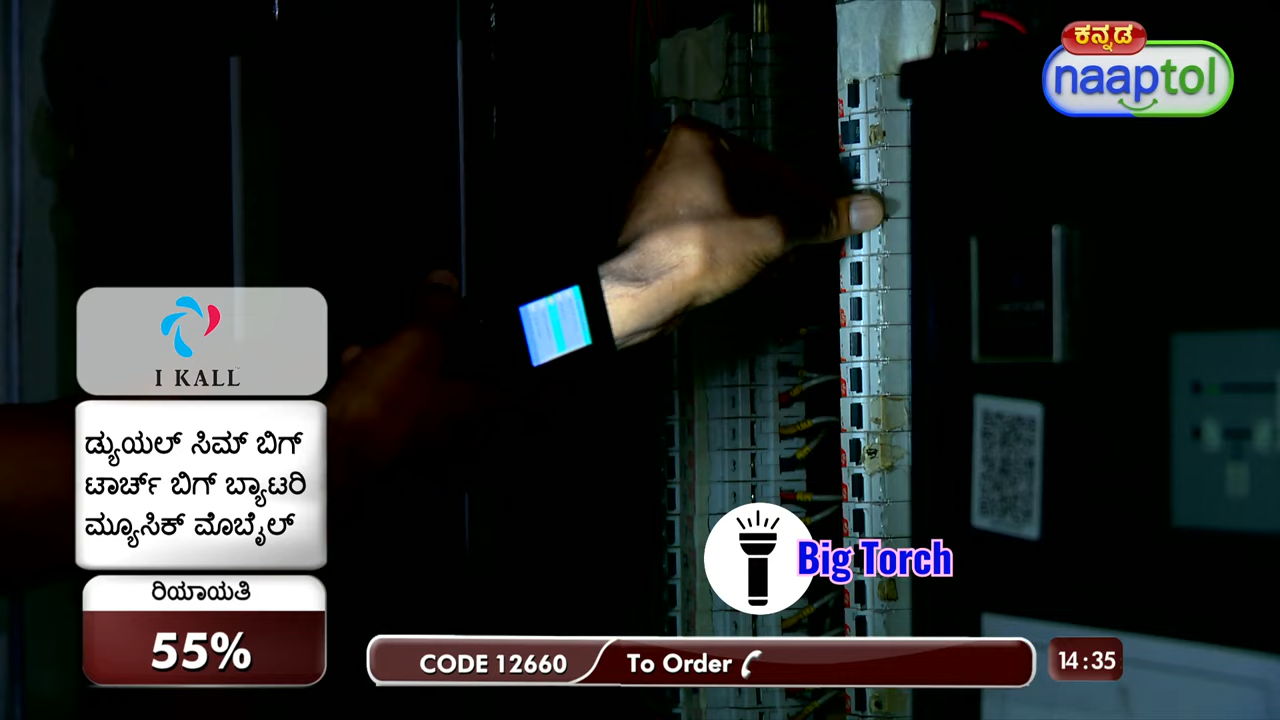 ಕನ್ನಡ
naaptol
I KALL
ಡ್ಯುಯಲ್ ಸಿಮ್ ಬಿಗ್
ಟಾರ್ಚ್ ಬಿಗ್ ಬ್ಯಾಟರಿ
ಮ್ಯೂಸಿಕ್ ಮೊಬೈಲ್
ರಿಯಾಯತಿ
55%
Big Torch
CODE 12660 To Order
14:35